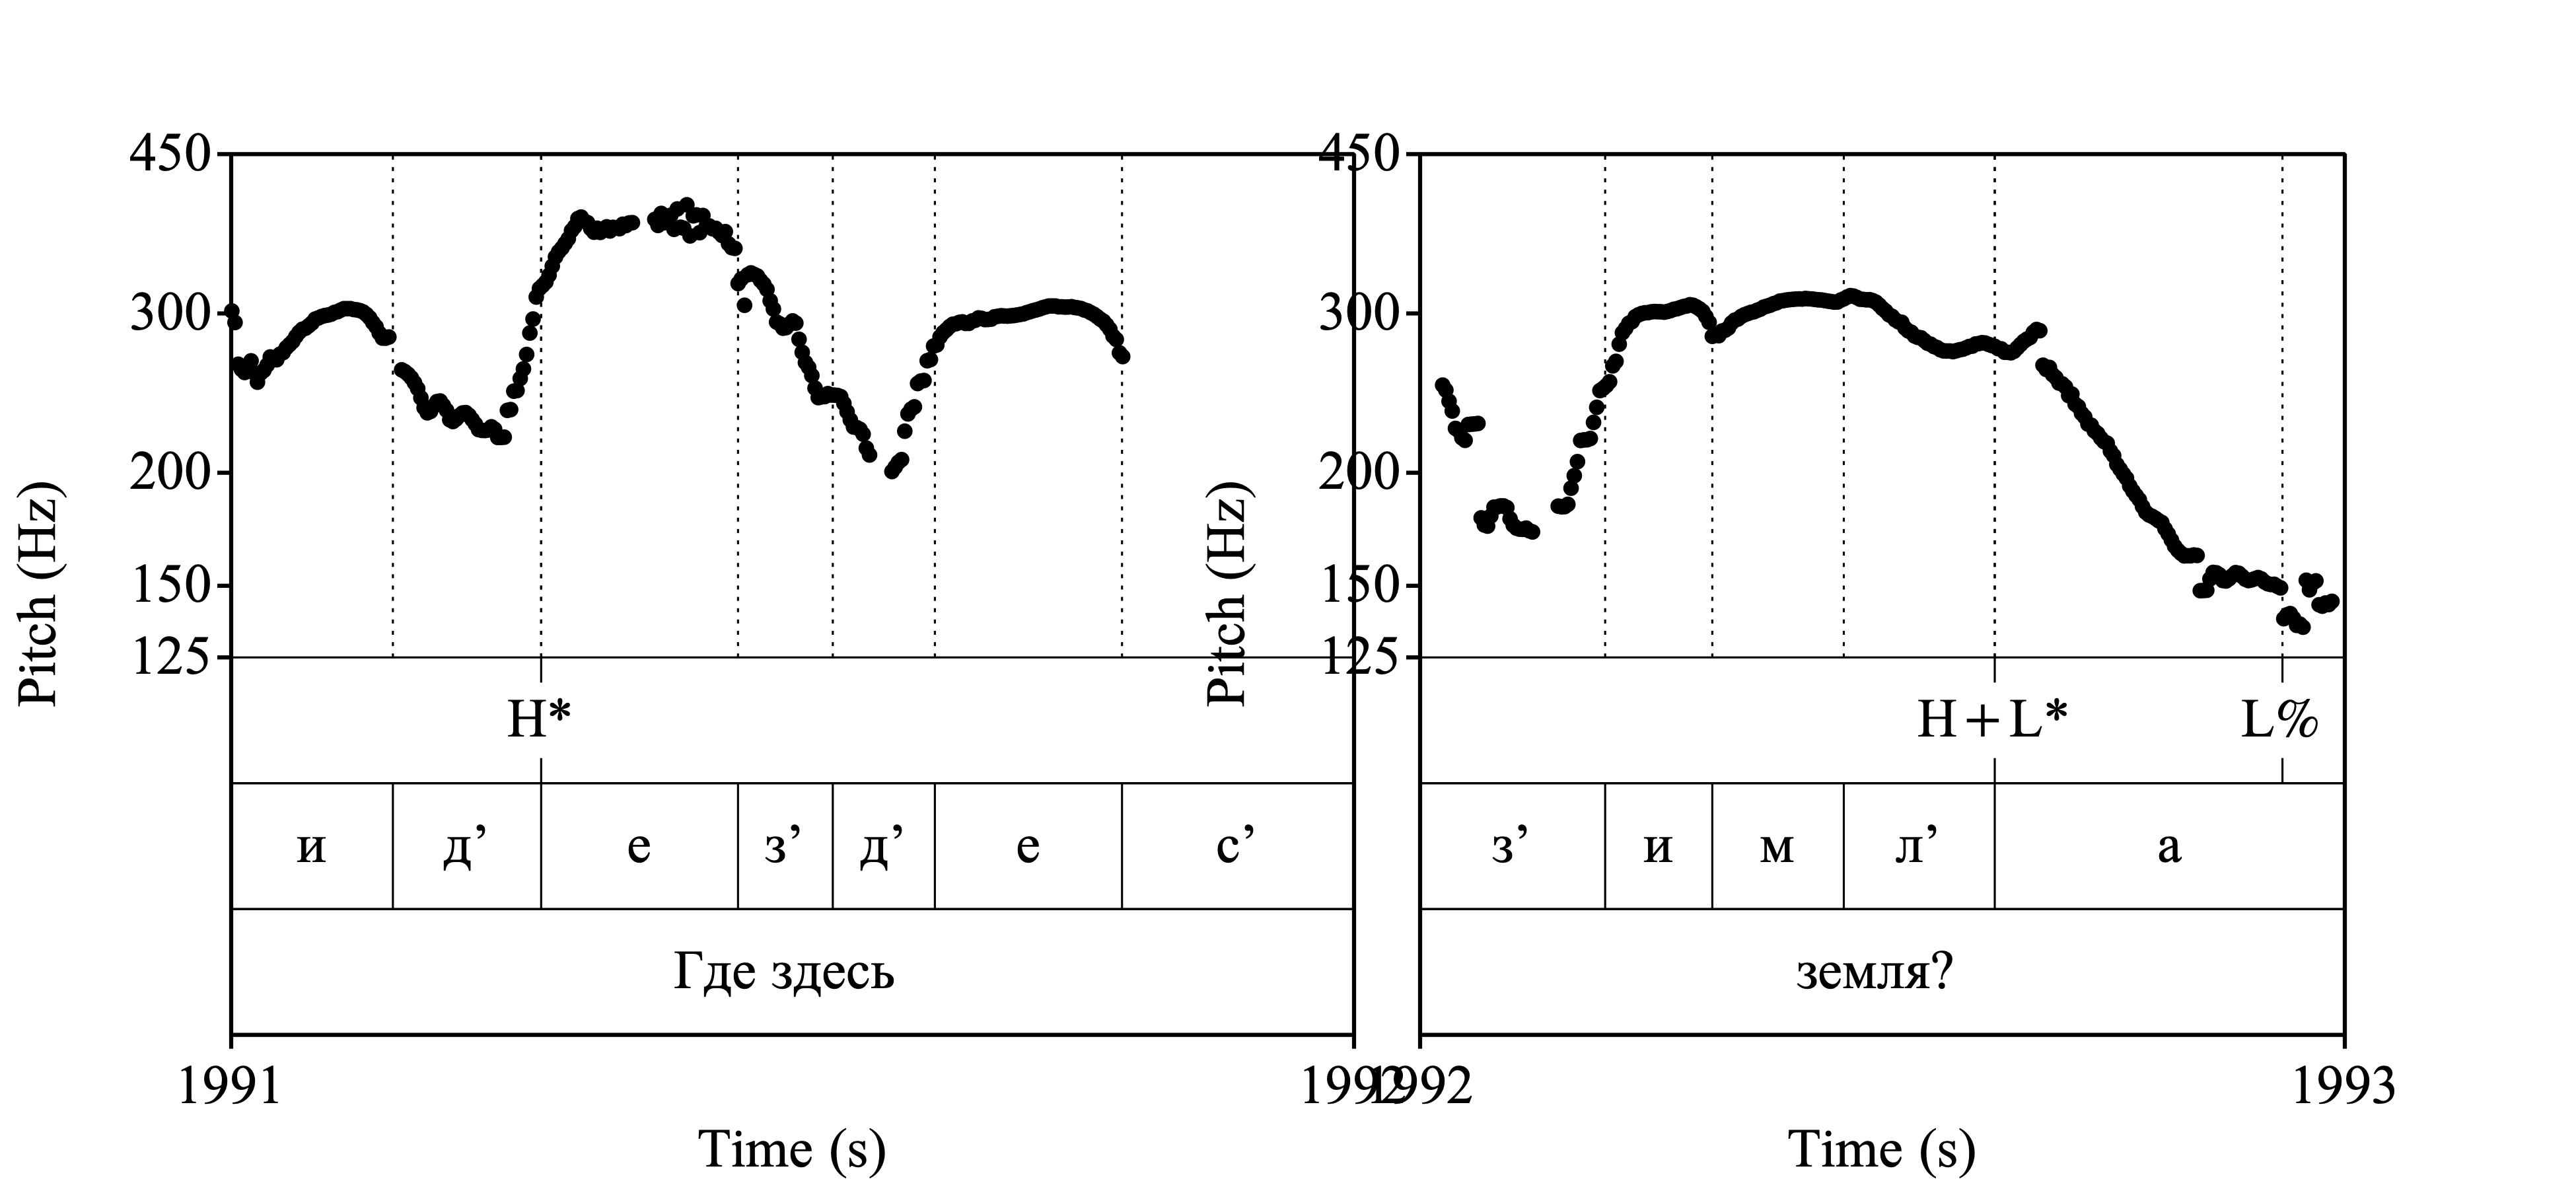 450 450
300 300
200 200
150 150
125 125
Pitch (Hz) Pitch (Hz)
H* H+L* L%
и д’ е з’ д’ е с’ з’ и м л’ а
Где здесь земля?
1991 1992 1992 1993
Time (s) Time (s)